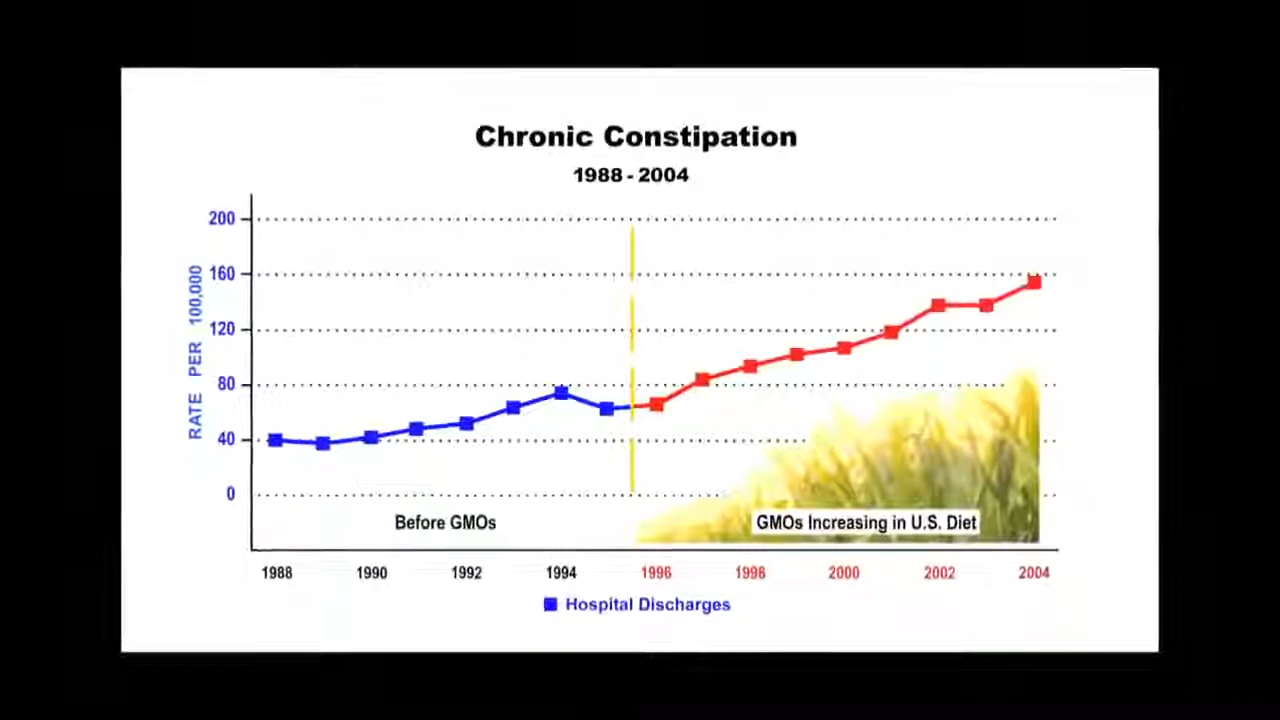 Chronic Constipation
1988 - 2004
RATE PER 100,000
200
160
120
80
40
0
Before GMOs
GMOs Increasing in U.S. Diet
1988 1990 1992 1994 1996 1998 2000 2002 2004
Hospital Discharges